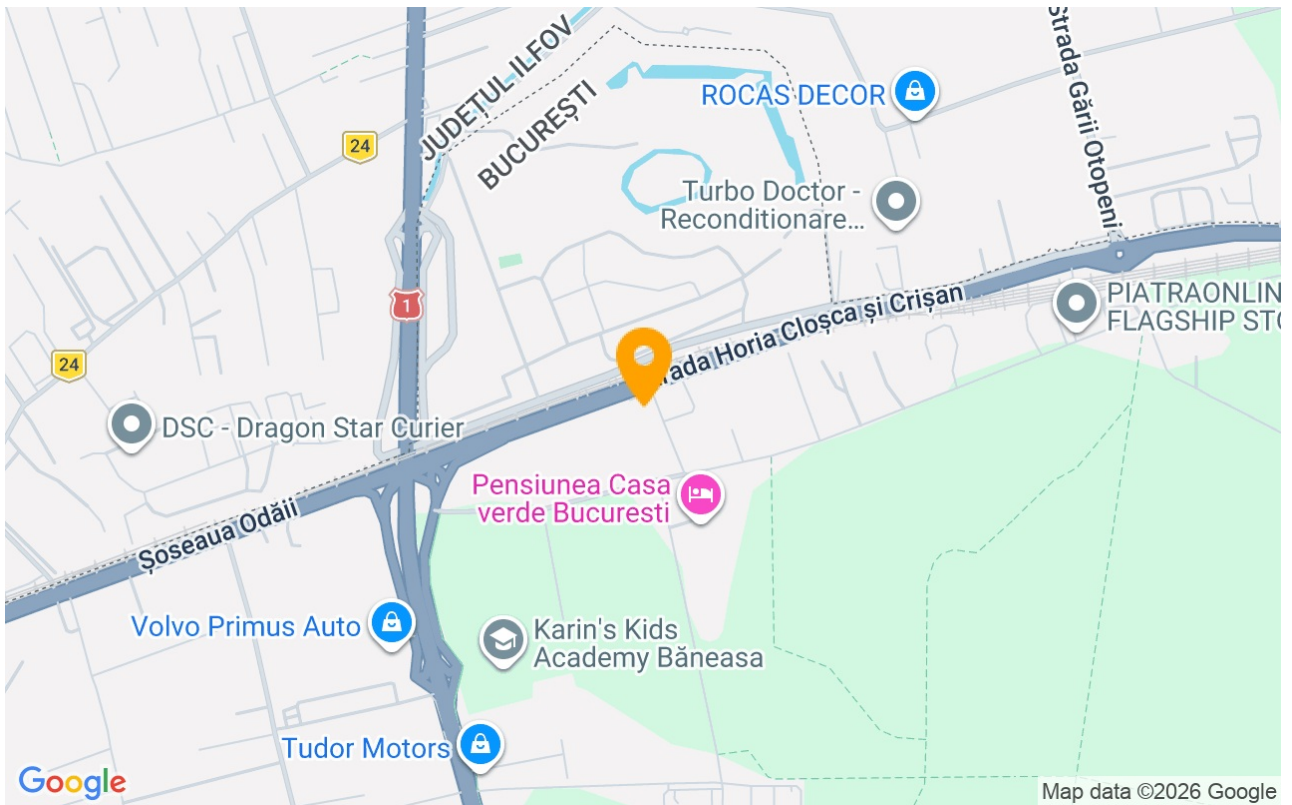 JUDEȚUL ILFOV
BUCUREȘTI
24
ROCAS DECOR
Strada Gării Otopeni
Turbo Doctor -
Reconditionare...
1
rada Horia Cloșca și Crișan
PIATRAONLIN
FLAGSHIP STO
24
DSC - Dragon Star Curier
Pensiunea Casa
verde Bucuresti
Șoseaua Odăii
Volvo Primus Auto
Karin's Kids
Academy Băneasa
Tudor Motors
Google
Map data ©2026 Google